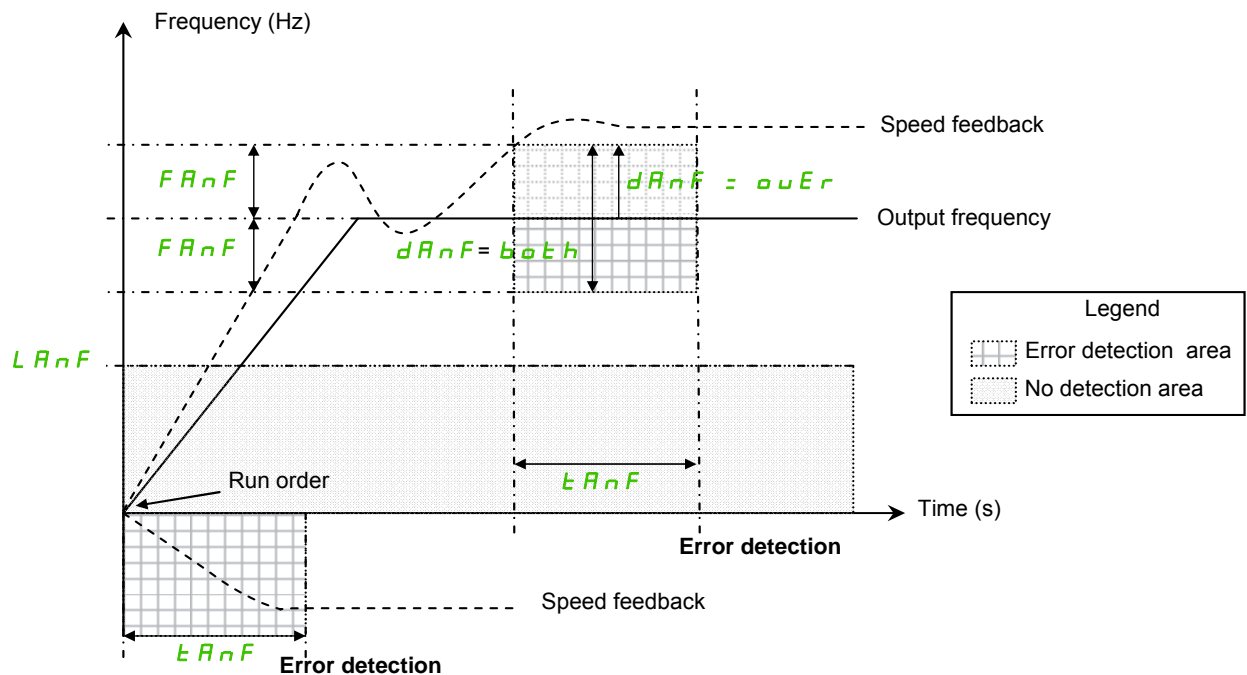 Frequency (Hz)
Speed feedback
FAnF
dAnF = ouEr
Output frequency
FAnF
dAnF = both
Legend
Error detection area
No detection area
LAnF
Run order
tAnF
Time (s)
Error detection
Speed feedback
tAnF
Error detection